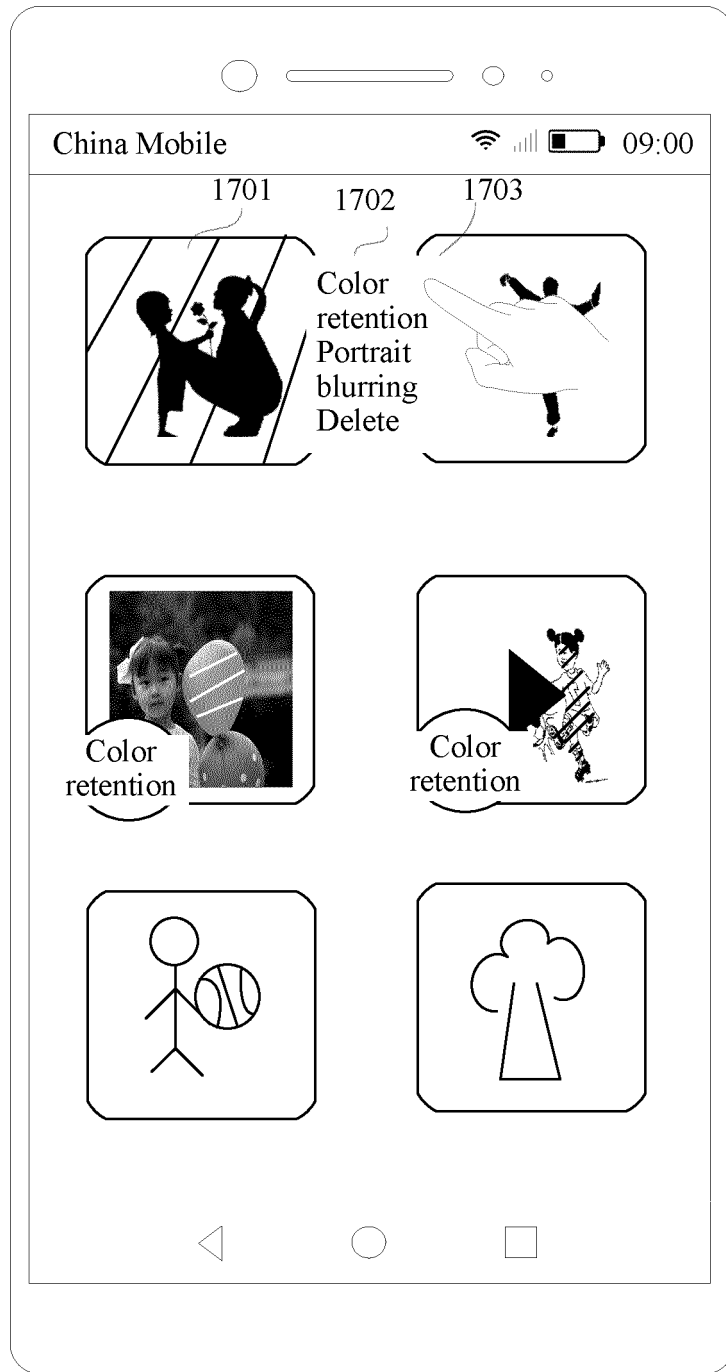 China Mobile 09:00
1701 1702 1703
Color
retention
Portrait
blurring
Delete
Color
retention
Color
retention